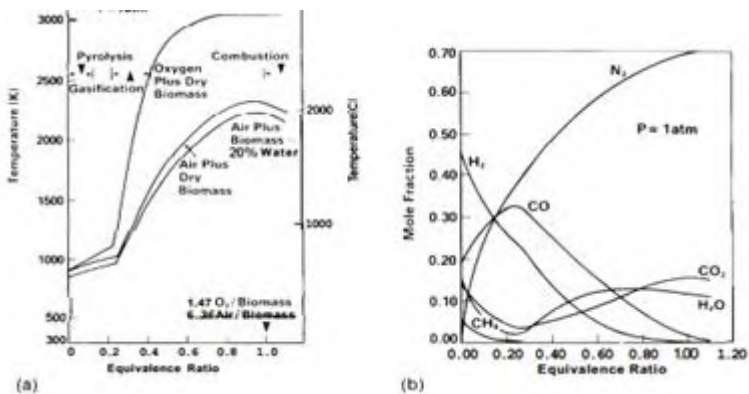 3000
2500
2000
1500
1000
500
300
Temperature (K)
Pyrolysis
Gasification
Oxygen
Plus Dry
Biomass
Combustion
Air Plus
Biomass
20% Water
Air Plus
Dry
Biomass
2000
1000
Temperature(C)
1.47 O₂/Biomass
6.36 Air/Biomass
0 0.2 0.4 0.6 0.8 1.0
Equivalence Ratio
(a)
0.70
0.60
0.50
0.40
0.30
0.20
0.10
0.00
Mole Fraction
N₂
P = 1atm
H₂
CO
CO₂
H₂O
CH₄
0.00 0.20 0.40 0.60 0.80 1.00 1.20
Equivalence Ratio
(b)